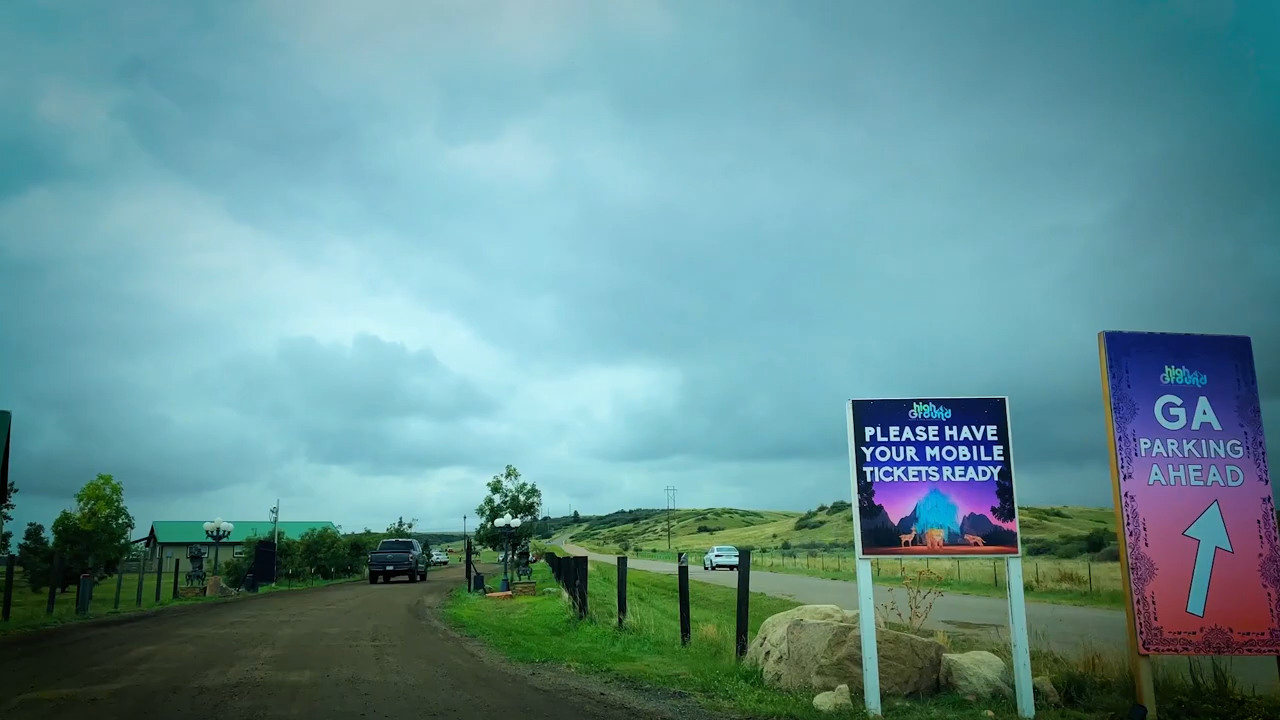 high
Ground
PLEASE HAVE
YOUR MOBILE
TICKETS READY
high
Ground
GA
PARKING
AHEAD